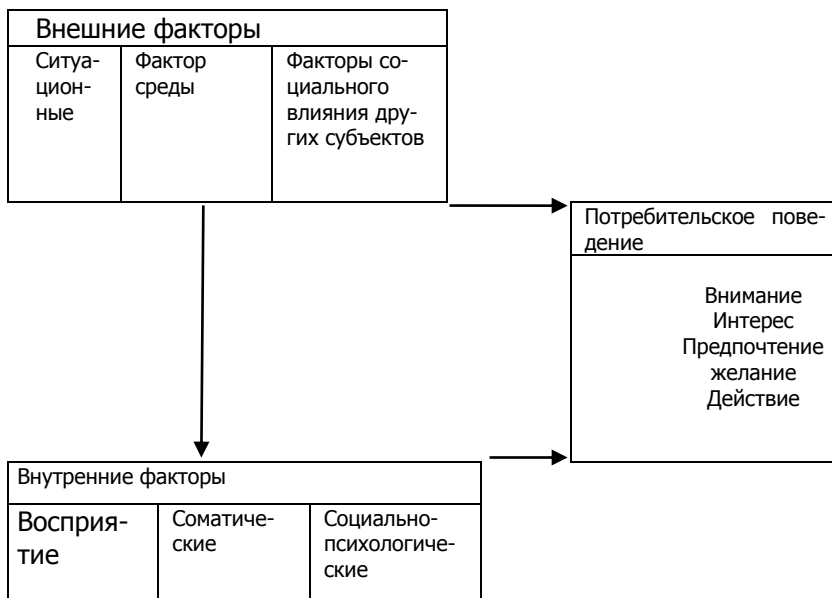 Внешние факторы
Ситуа-
цион-
ные
Фактор
среды
Факторы со-
циального
влияния дру-
гих субъектов
Потребительское пове-
дение
Внимание
Интерес
Предпочтение
желание
Действие
Внутренние факторы
Восприя-
тие
Соматиче-
ские
Социально-
психологиче-
ские